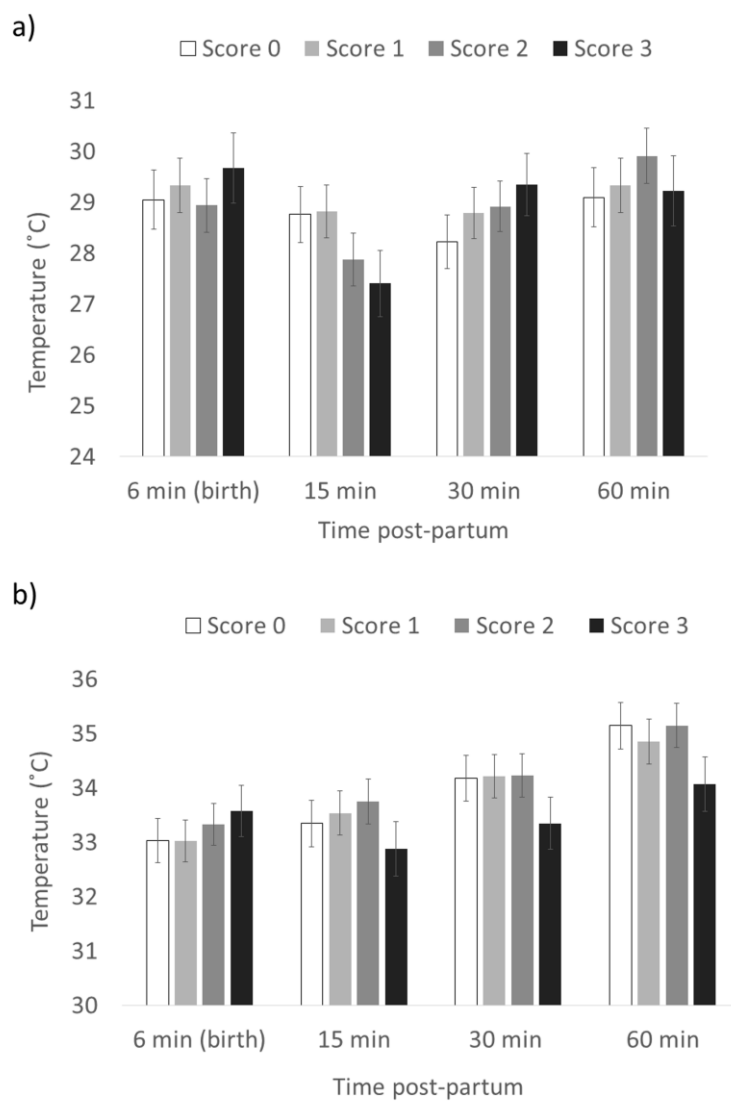 a)
Score 0 Score 1 Score 2 Score 3
31
30
29
28
27
26
25
24
Temperature (˚C)
6 min (birth) 15 min 30 min 60 min
Time post-partum
b)
Score 0 Score 1 Score 2 Score 3
36
35
34
33
32
31
30
Temperature (˚C)
6 min (birth) 15 min 30 min 60 min
Time post-partum